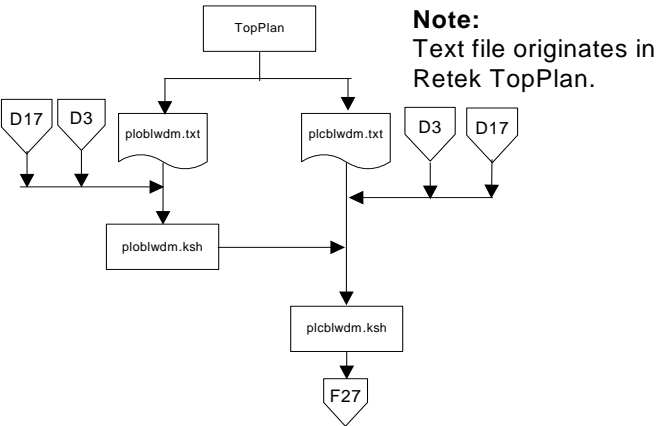 TopPlan
Note:
Text file originates in
Retek TopPlan.
D17
D3
ploblwdm.txt
plcblwdm.txt
D3
D17
ploblwdm.ksh
plcblwdm.ksh
F27